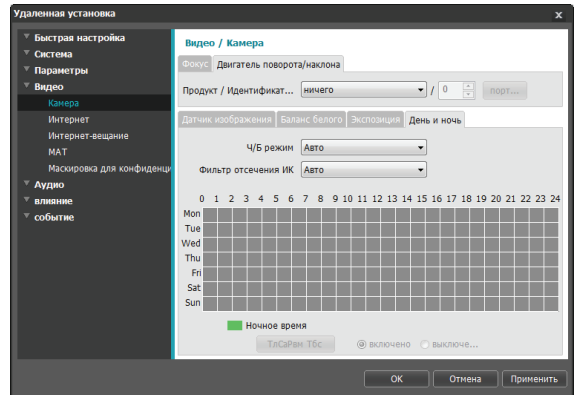 Удаленная установка x
Быстрая настройка
Система
Параметры
Видео
Камера
Интернет
Интернет-вещание
MAT
Маскировка для конфиденци
Аудио
влияние
событие
Видео / Камера
Фокус Двигатель поворота/наклона
Продукт / Идентификат... ничего / 0 порт...
Датчик изображения Баланс белого Экспозиция День и ночь
Ч/Б режим Авто
Фильтр отсечения ИК Авто
0 1 2 3 4 5 6 7 8 9 10 11 12 13 14 15 16 17 18 19 20 21 22 23 24
Mon
Tue
Wed
Thu
Fri
Sat
Sun
Ночное время
ТлСаРвм Тбс включено выключе...
OK Отмена Применить